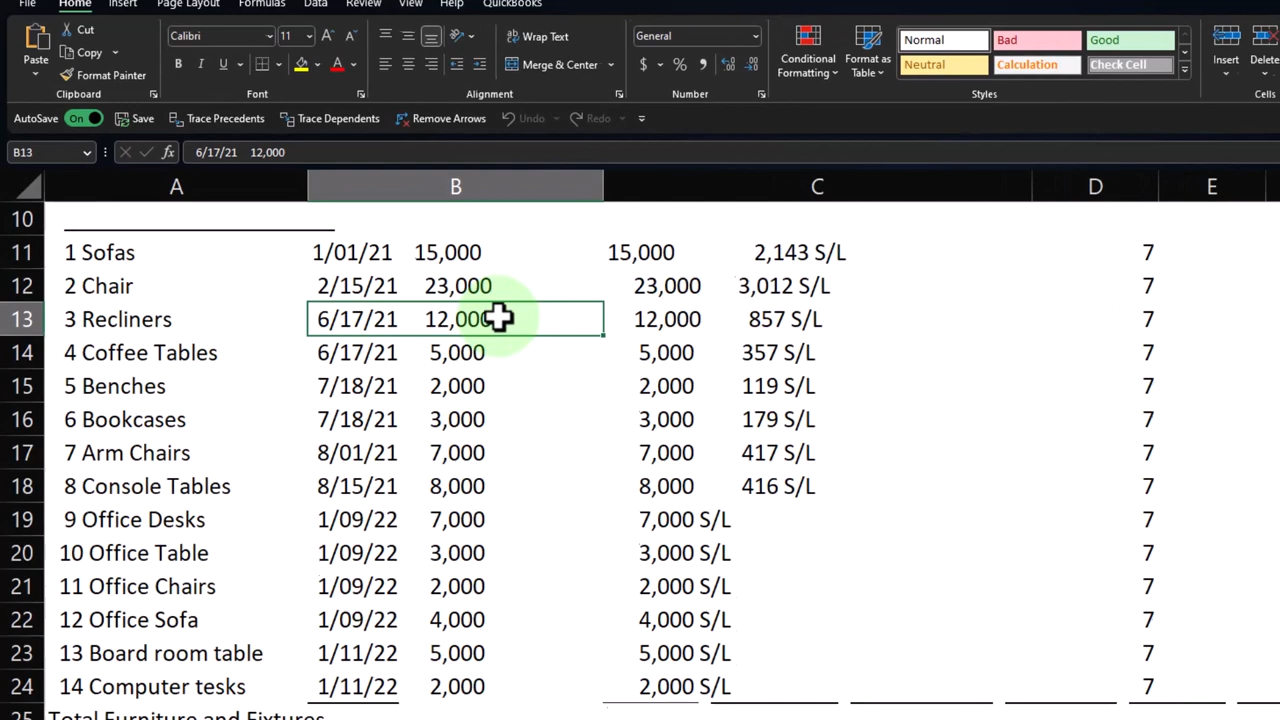 File Home Insert Page Layout Formulas Data Review View Help QuickBooks
Paste Cut Copy Format Painter Clipboard
Calibri 11 A A B I U A Font
Wrap Text Merge & Center Alignment
General $ % Number
Conditional Formatting Format as Table
Normal Bad Good
Neutral Calculation Check Cell
Styles
Insert Delete Cells
AutoSave On Save Trace Precedents Trace Dependents Remove Arrows Undo Redo
B13 fx 6/17/21 12,000
A B C D E
10
11 1 Sofas 1/01/21 15,000 15,000 2,143 S/L 7
12 2 Chair 2/15/21 23,000 23,000 3,012 S/L 7
13 3 Recliners 6/17/21 12,000 12,000 857 S/L 7
14 4 Coffee Tables 6/17/21 5,000 5,000 357 S/L 7
15 5 Benches 7/18/21 2,000 2,000 119 S/L 7
16 6 Bookcases 7/18/21 3,000 3,000 179 S/L 7
17 7 Arm Chairs 8/01/21 7,000 7,000 417 S/L 7
18 8 Console Tables 8/15/21 8,000 8,000 416 S/L 7
19 9 Office Desks 1/09/22 7,000 7,000 S/L 7
20 10 Office Table 1/09/22 3,000 3,000 S/L 7
21 11 Office Chairs 1/09/22 2,000 2,000 S/L 7
22 12 Office Sofa 1/09/22 4,000 4,000 S/L 7
23 13 Board room table 1/11/22 5,000 5,000 S/L 7
24 14 Computer tesks 1/11/22 2,000 2,000 S/L 7
25 Total Furniture and Fixtures